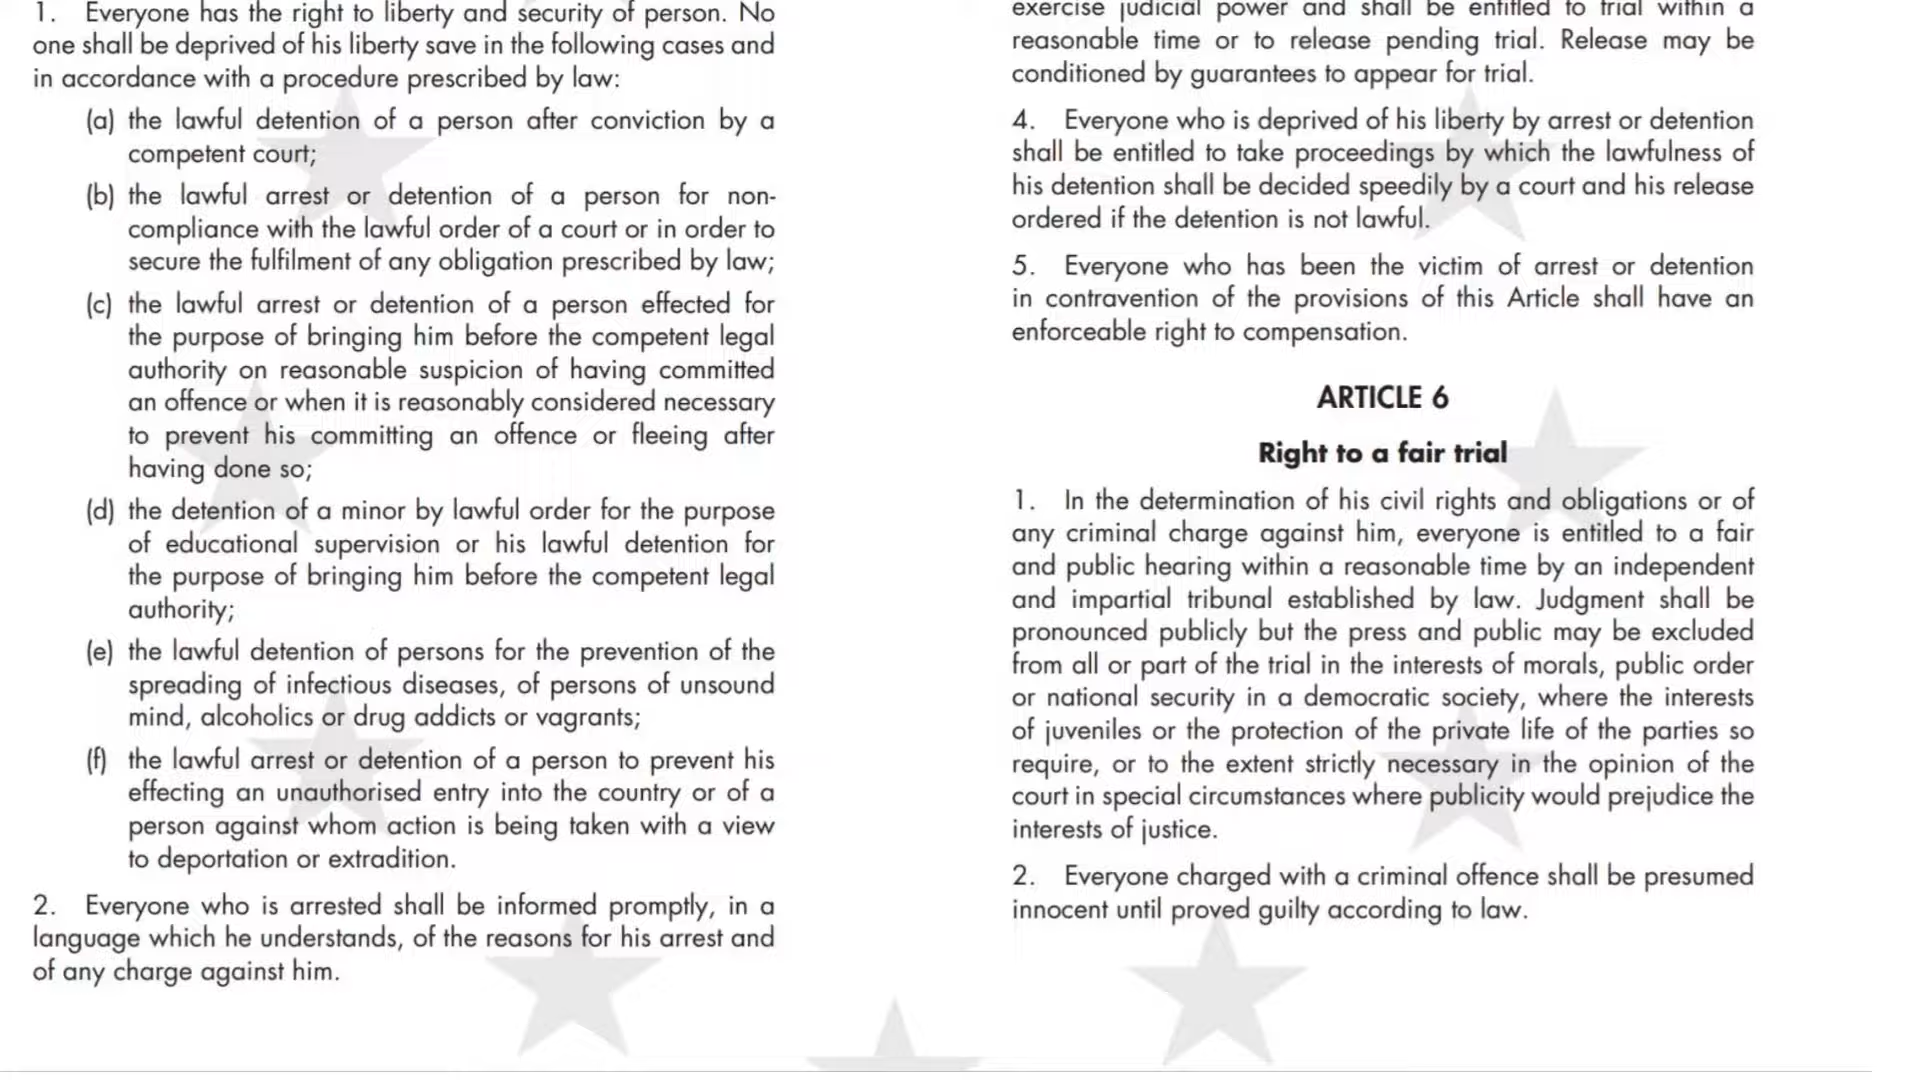 1. Everyone has the right to liberty and security of person. No
one shall be deprived of his liberty save in the following cases and
in accordance with a procedure prescribed by law:
(a) the lawful detention of a person after conviction by a
competent court;
(b) the lawful arrest or detention of a person for non-
compliance with the lawful order of a court or in order to
secure the fulfilment of any obligation prescribed by law;
(c) the lawful arrest or detention of a person effected for
the purpose of bringing him before the competent legal
authority on reasonable suspicion of having committed
an offence or when it is reasonably considered necessary
to prevent his committing an offence or fleeing after
having done so;
(d) the detention of a minor by lawful order for the purpose
of educational supervision or his lawful detention for
the purpose of bringing him before the competent legal
authority;
(e) the lawful detention of persons for the prevention of the
spreading of infectious diseases, of persons of unsound
mind, alcoholics or drug addicts or vagrants;
(f) the lawful arrest or detention of a person to prevent his
effecting an unauthorised entry into the country or of a
person against whom action is being taken with a view
to deportation or extradition.
2. Everyone who is arrested shall be informed promptly, in a
language which he understands, of the reasons for his arrest and
of any charge against him.
exercise judicial power and shall be entitled to trial within a
reasonable time or to release pending trial. Release may be
conditioned by guarantees to appear for trial.
4. Everyone who is deprived of his liberty by arrest or detention
shall be entitled to take proceedings by which the lawfulness of
his detention shall be decided speedily by a court and his release
ordered if the detention is not lawful.
5. Everyone who has been the victim of arrest or detention
in contravention of the provisions of this Article shall have an
enforceable right to compensation.
ARTICLE 6
Right to a fair trial
1. In the determination of his civil rights and obligations or of
any criminal charge against him, everyone is entitled to a fair
and public hearing within a reasonable time by an independent
and impartial tribunal established by law. Judgment shall be
pronounced publicly but the press and public may be excluded
from all or part of the trial in the interests of morals, public order
or national security in a democratic society, where the interests
of juveniles or the protection of the private life of the parties so
require, or to the extent strictly necessary in the opinion of the
court in special circumstances where publicity would prejudice the
interests of justice.
2. Everyone charged with a criminal offence shall be presumed
innocent until proved guilty according to law.